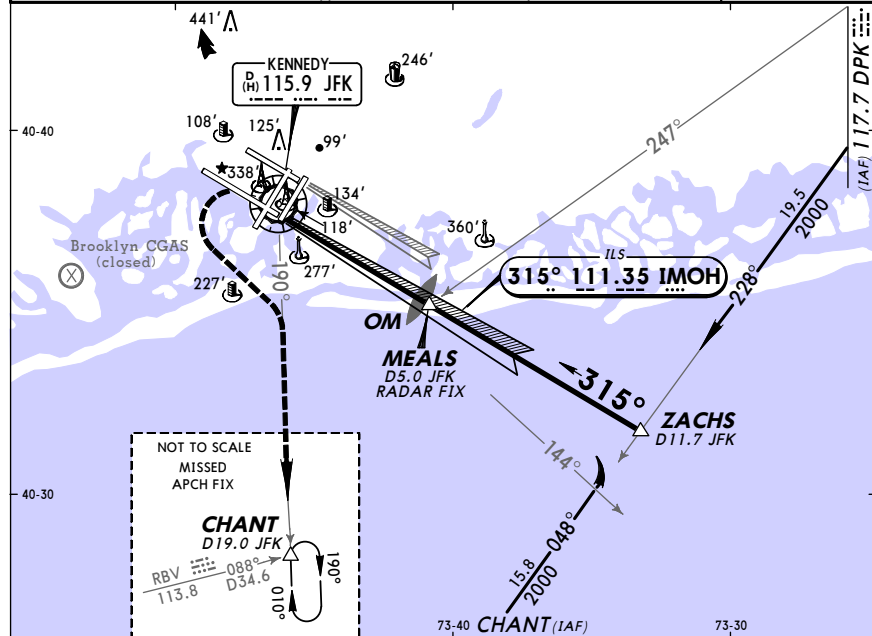 441'
KENNEDY
D
(H) 115.9 JFK
246'
117.7 DPK
(IAF)
40-40
108'
125'
99'
247°
338'
134'
19.5
2000
118'
360'
Brooklyn CGAS
(closed)
X
190°
277'
ILS
315° 111.35 IMOH
228°
227'
OM
MEALS
D5.0 JFK
RADAR FIX
315°
ZACHS
D11.7 JFK
NOT TO SCALE
MISSED
APCH FIX
144°
40-30
CHANT
D19.0 JFK
048°
15.8
2000
RBV
113.8
088°
D34.6
190°
010°
73-40
CHANT (IAF)
73-30